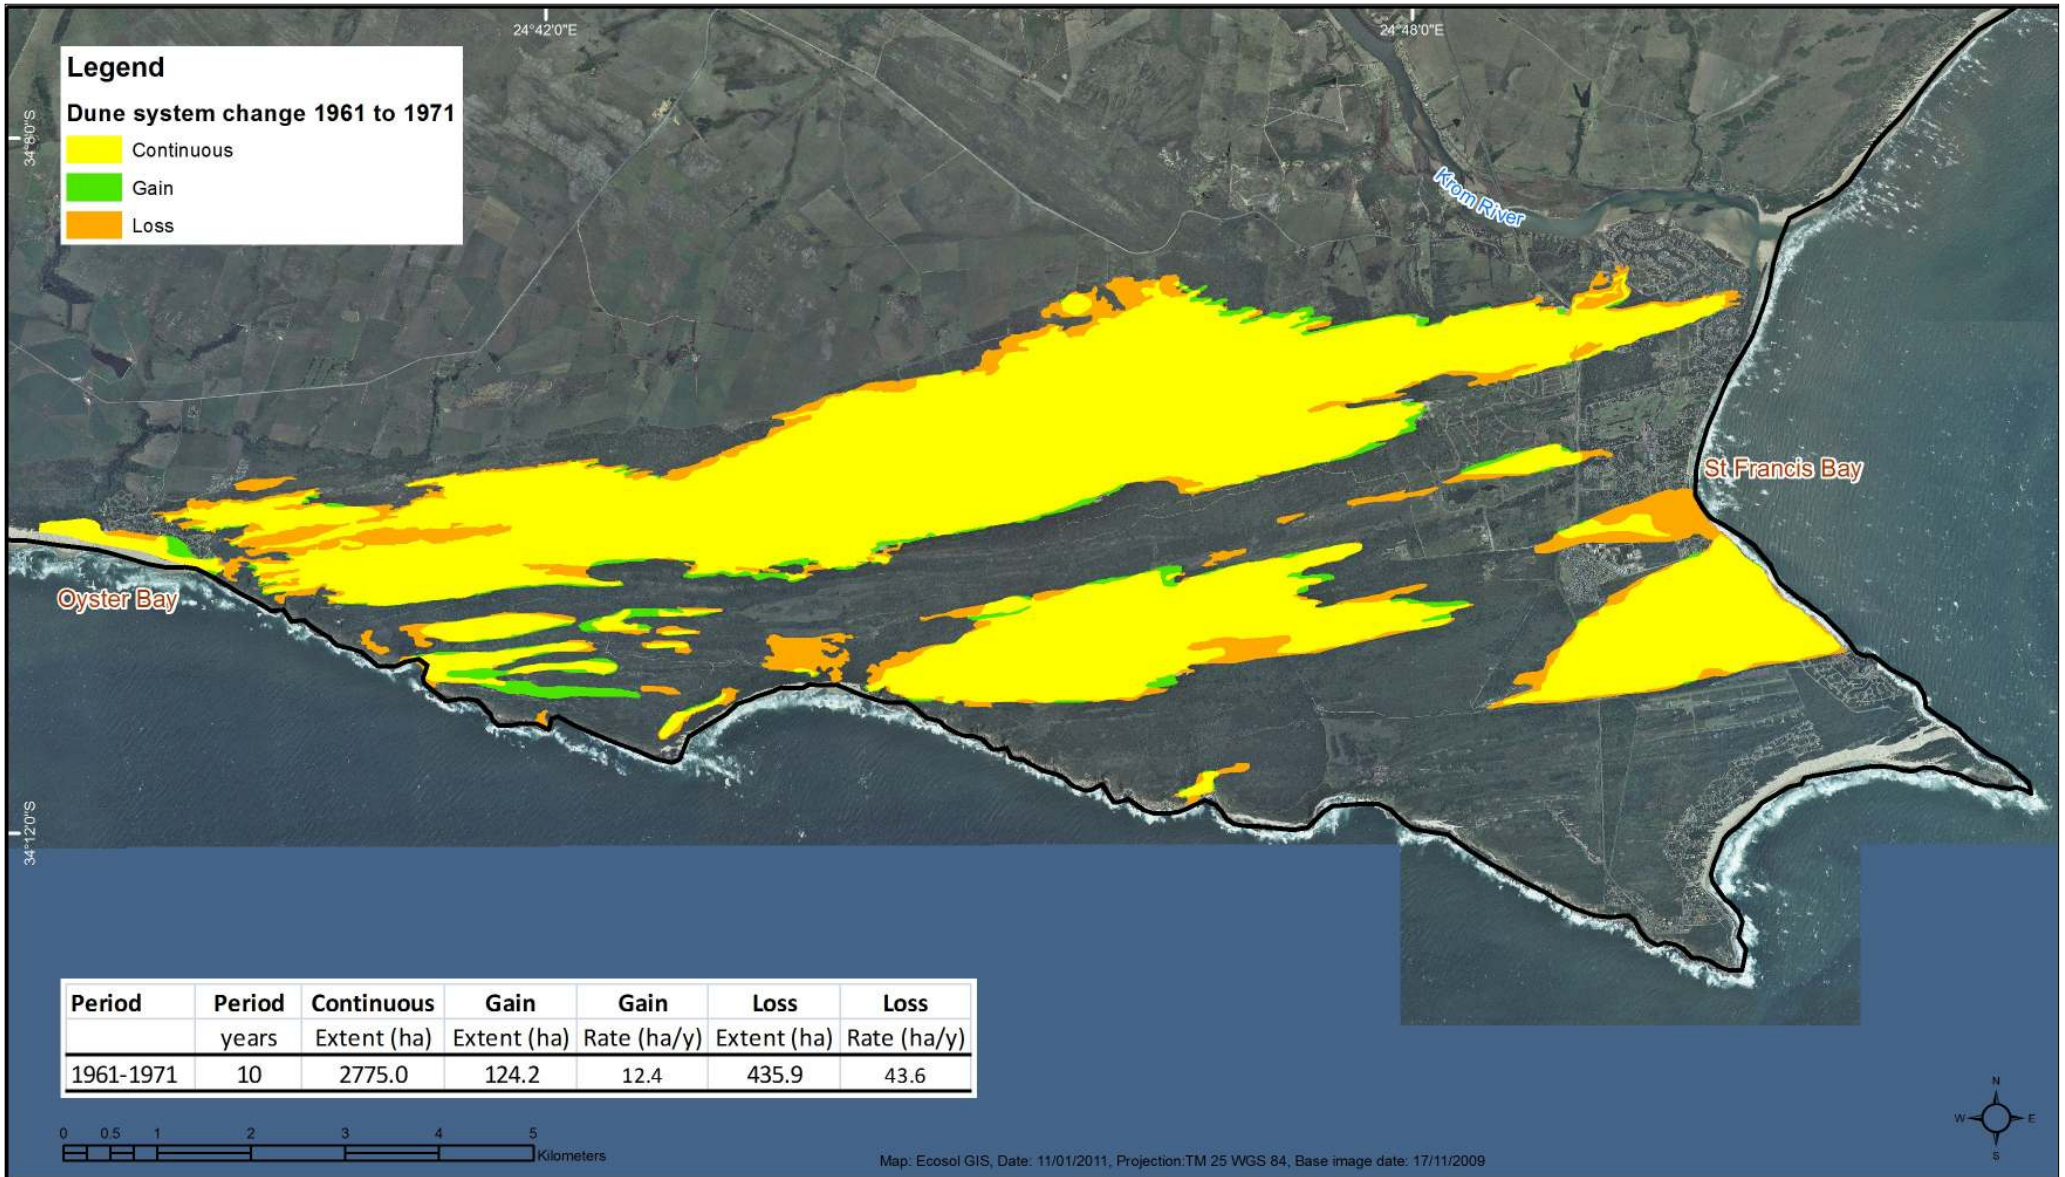 24°42'0"E
24°48'0"E
34°8'0"S
34°12'0"S
Legend
Dune system change 1961 to 1971
Continuous
Gain
Loss
Krom River
St Francis Bay
Oyster Bay
Period Period Continuous Gain Gain Loss Loss
years Extent (ha) Extent (ha) Rate (ha/y) Extent (ha) Rate (ha/y)
1961-1971 10 2775.0 124.2 12.4 435.9 43.6
0 0.5 1 2 3 4 5
Kilometers
Map: Ecosol GIS, Date: 11/01/2011, Projection:TM 25 WGS 84, Base image date: 17/11/2009
N
W E
S